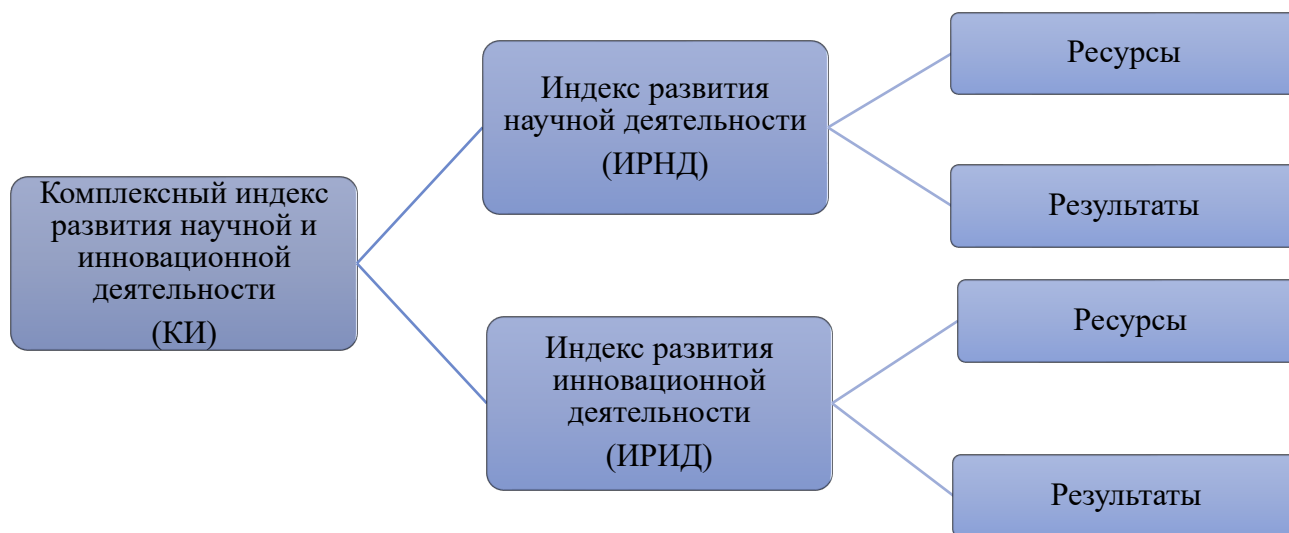 Комплексный индекс
развития научной и
инновационной
деятельности
(КИ)
Индекс развития
научной деятельности
(ИРНД)
Ресурсы
Результаты
Индекс развития
инновационной
деятельности
(ИРИД)
Ресурсы
Результаты